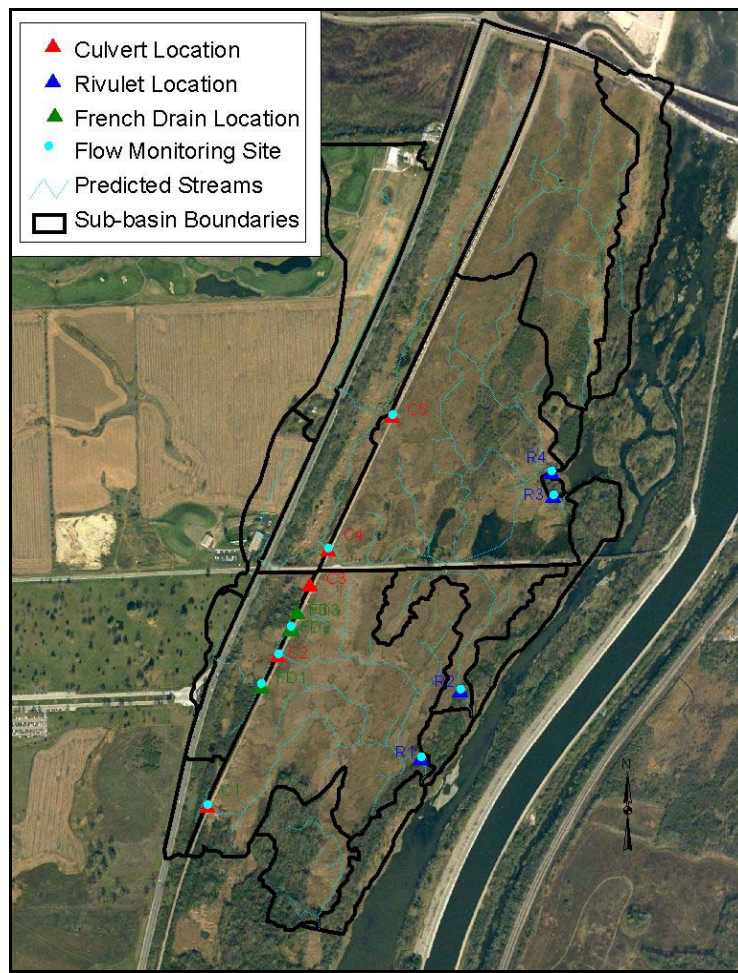 Culvert Location
Rivulet Location
French Drain Location
Flow Monitoring Site
Predicted Streams
Sub-basin Boundaries
C5
R4
R3
C4
C3
FD3
FD2
C2
FD1
R2
R1
C1
N